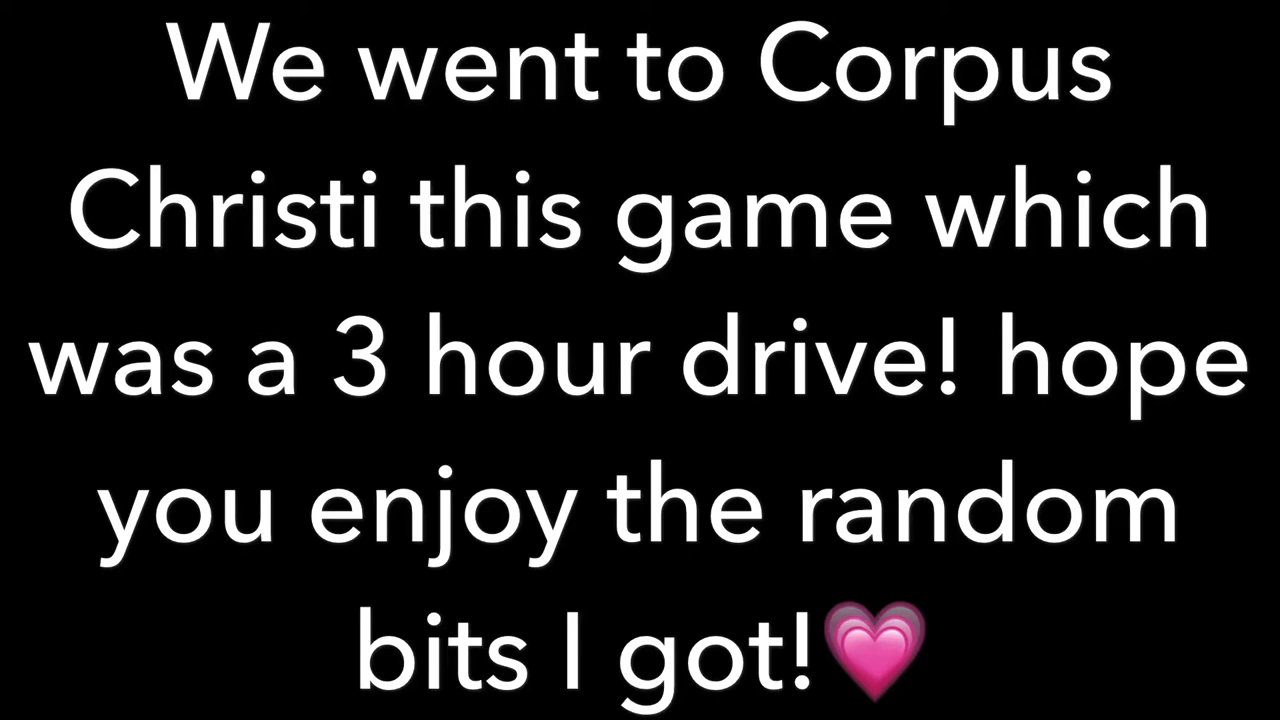 We went to Corpus
Christi this game which
was a 3 hour drive! hope
you enjoy the random
bits I got!💗